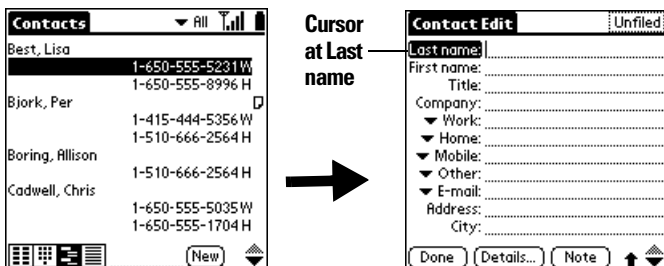 Contacts
All
Best, Lisa
1-650-555-5231 W
1-650-555-8996 H
Bjork, Per
1-415-444-5356 W
1-510-666-2564 H
Boring, Allison
1-510-666-2564 H
Cadwell, Chris
1-650-555-5035 W
1-650-555-1704 H
New
Cursor
at Last
name
Contact Edit
Unfiled
Last name:
First name:
Title:
Company:
Work:
Home:
Mobile:
Other:
E-mail:
Address:
City:
Done Details... Note